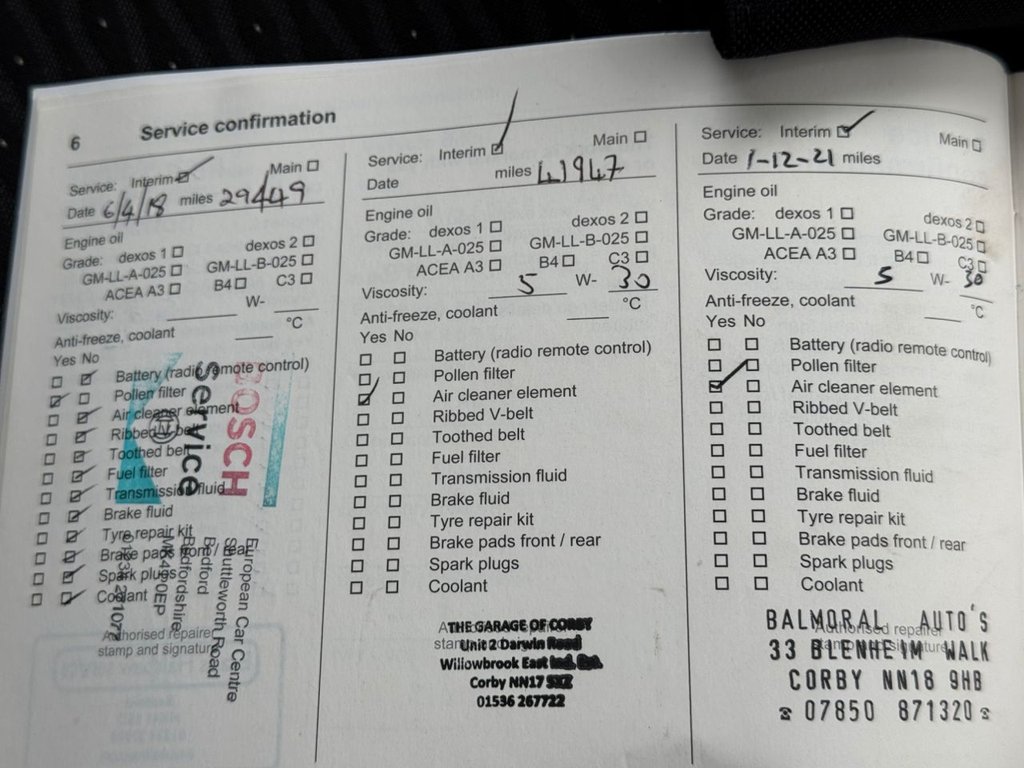 6 Service confirmation
Service: Interim Main
Date 6/4/18 miles 29449
Engine oil
Grade: dexos 1 dexos 2
GM-LL-A-025 GM-LL-B-025
ACEA A3 B4 C3
Viscosity: W-
Anti-freeze, coolant °C
Yes No
Battery (radio remote control)
Pollen filter
Air cleaner element
Ribbed V-belt
Toothed belt
Fuel filter
Transmission fluid
Brake fluid
Tyre repair kit
Brake pads front / rear
Spark plugs
Coolant
Authorised repairer
stamp and signature
BOSCH
Service
European Car Centre
Shuttleworth Road
Bedford
Bedfordshire
MK41 0EP
Service: Interim Main
Date miles 41947
Engine oil
Grade: dexos 1 dexos 2
GM-LL-A-025 GM-LL-B-025
ACEA A3 B4 C3
Viscosity: 5 W- 30
Anti-freeze, coolant °C
Yes No
Battery (radio remote control)
Pollen filter
Air cleaner element
Ribbed V-belt
Toothed belt
Fuel filter
Transmission fluid
Brake fluid
Tyre repair kit
Brake pads front / rear
Spark plugs
Coolant
THE GARAGE OF CORBY
Unit 2 Darwin Road
Willowbrook East Ind. Est.
Corby NN17
01536 267722
Service: Interim Main
Date 1-12-21 miles
Engine oil
Grade: dexos 1 dexos 2
GM-LL-A-025 GM-LL-B-025
ACEA A3 B4 C3
Viscosity: 5 W- 30
Anti-freeze, coolant °C
Yes No
Battery (radio remote control)
Pollen filter
Air cleaner element
Ribbed V-belt
Toothed belt
Fuel filter
Transmission fluid
Brake fluid
Tyre repair kit
Brake pads front / rear
Spark plugs
Coolant
Authorised repairer
stamp and signature
BALMORAL AUTO'S
33 BLENHEIM WALK
CORBY NN18 9HB
☎ 07850 871320 ☎